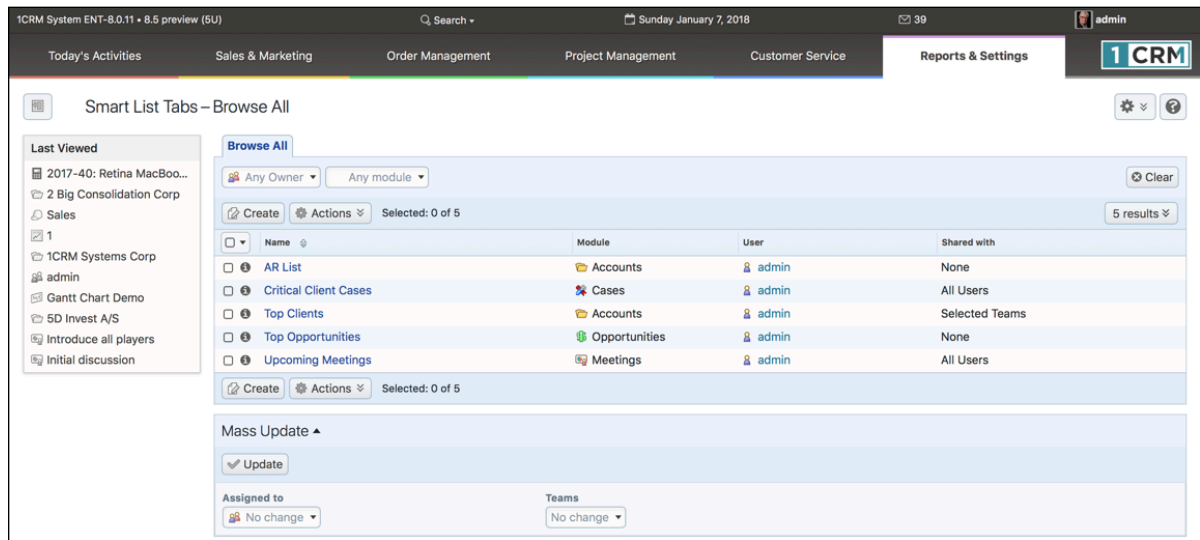 1CRM System ENT-8.0.11 • 8.5 preview (5U) Search Sunday January 7, 2018 39 admin
Today's Activities Sales & Marketing Order Management Project Management Customer Service Reports & Settings 1 CRM
Smart List Tabs – Browse All
Last Viewed
2017-40: Retina MacBoo...
2 Big Consolidation Corp
Sales
1
1CRM Systems Corp
admin
Gantt Chart Demo
5D Invest A/S
Introduce all players
Initial discussion
Browse All
Any Owner Any module Clear
Create Actions Selected: 0 of 5 5 results
Name Module User Shared with
AR List Accounts admin None
Critical Client Cases Cases admin All Users
Top Clients Accounts admin Selected Teams
Top Opportunities Opportunities admin None
Upcoming Meetings Meetings admin All Users
Create Actions Selected: 0 of 5
Mass Update
Update
Assigned to Teams
No change No change